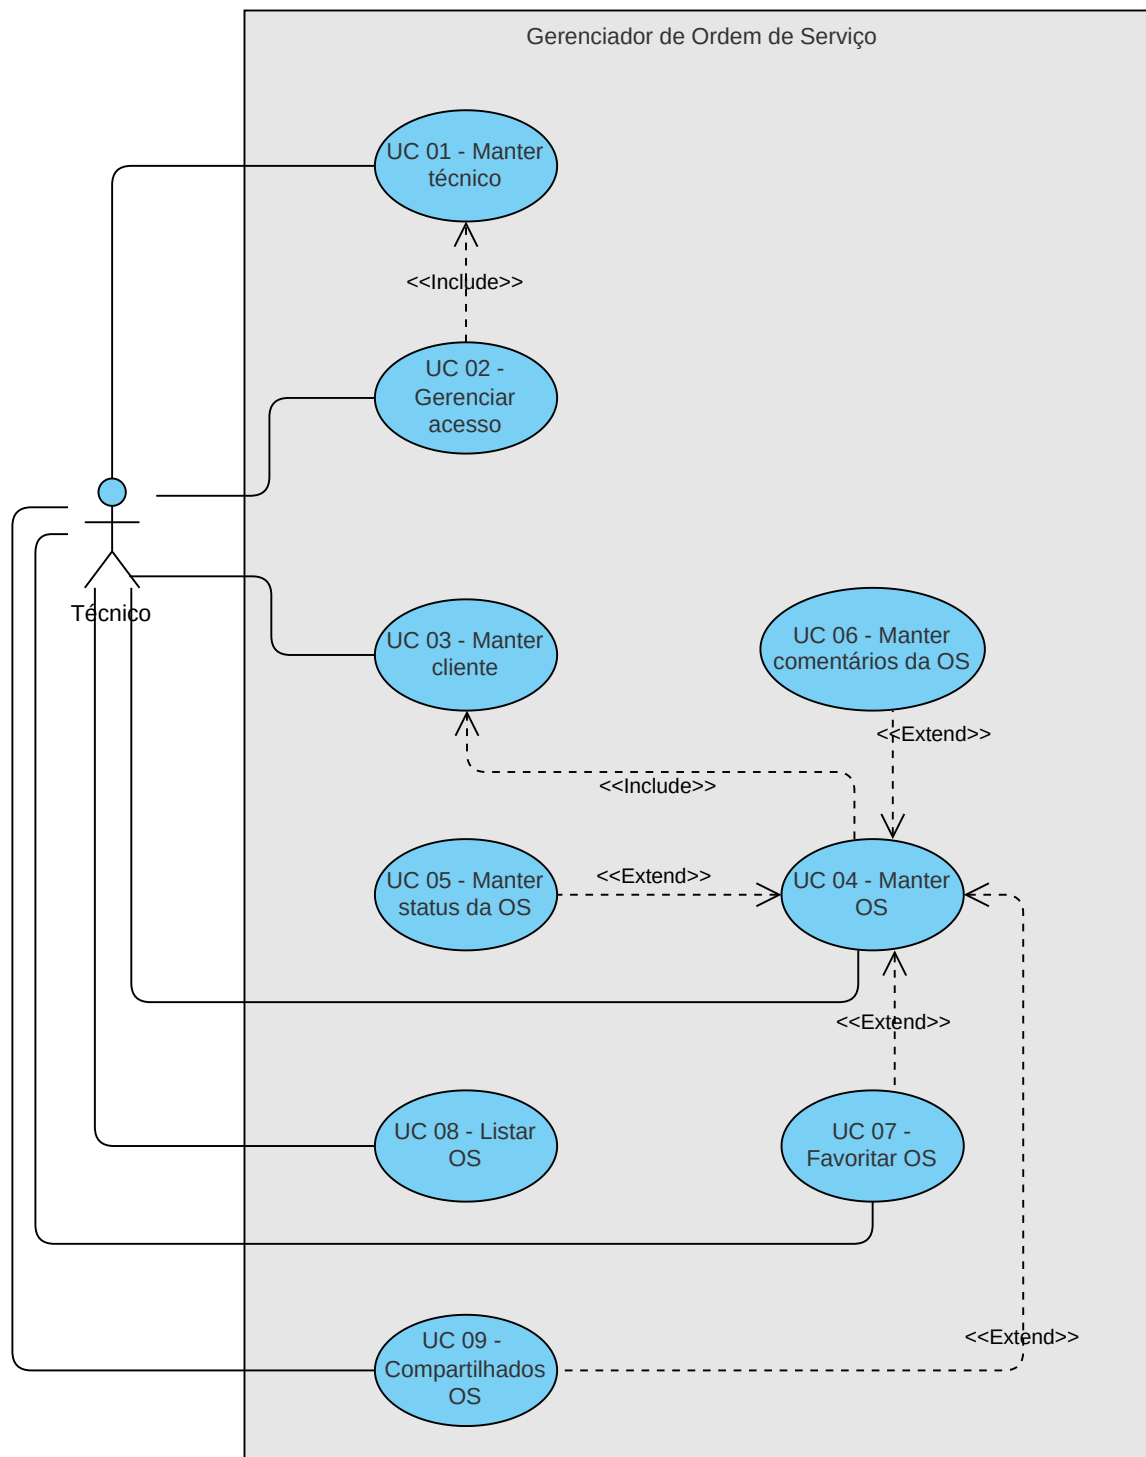 Gerenciador de Ordem de Serviço
UC 01 - Manter
técnico
<<Include>>
UC 02 -
Gerenciar
acesso
Técnico
UC 03 - Manter
cliente
UC 06 - Manter
comentários da OS
<<Extend>>
<<Include>>
UC 05 - Manter
status da OS
<<Extend>>
UC 04 - Manter
OS
<<Extend>>
UC 08 - Listar
OS
UC 07 -
Favoritar OS
UC 09 -
Compartilhados
OS
<<Extend>>